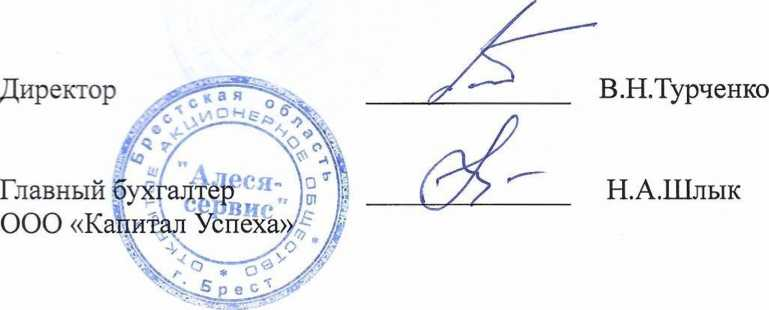 Директор В.Н.Турченко
Главный бухгалтер Н.А.Шлык
ООО «Капитал Успеха»
Брестская область
* ОТКРЫТОЕ АКЦИОНЕРНОЕ ОБЩЕСТВО *
"Алеся-
сервис"
г. Брест